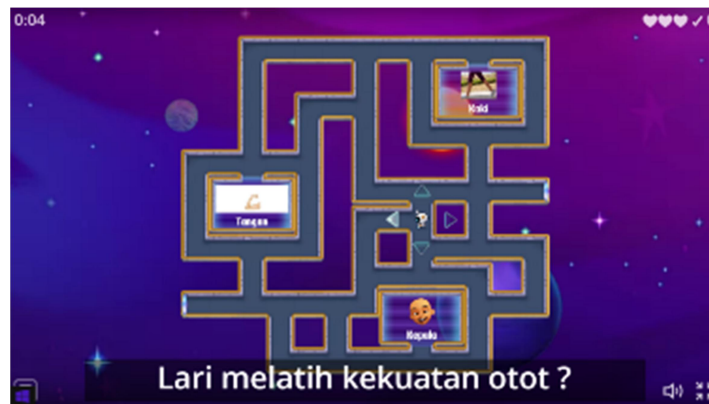 0:04
Kaki
Tangan
Kepala
Lari melatih kekuatan otot ?